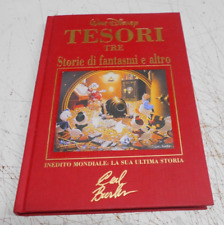 Walt Disney
TESORI
TRE
Storie di fantasmi e altro
INEDITO MONDIALE: LA SUA ULTIMA STORIA
Carl Barks